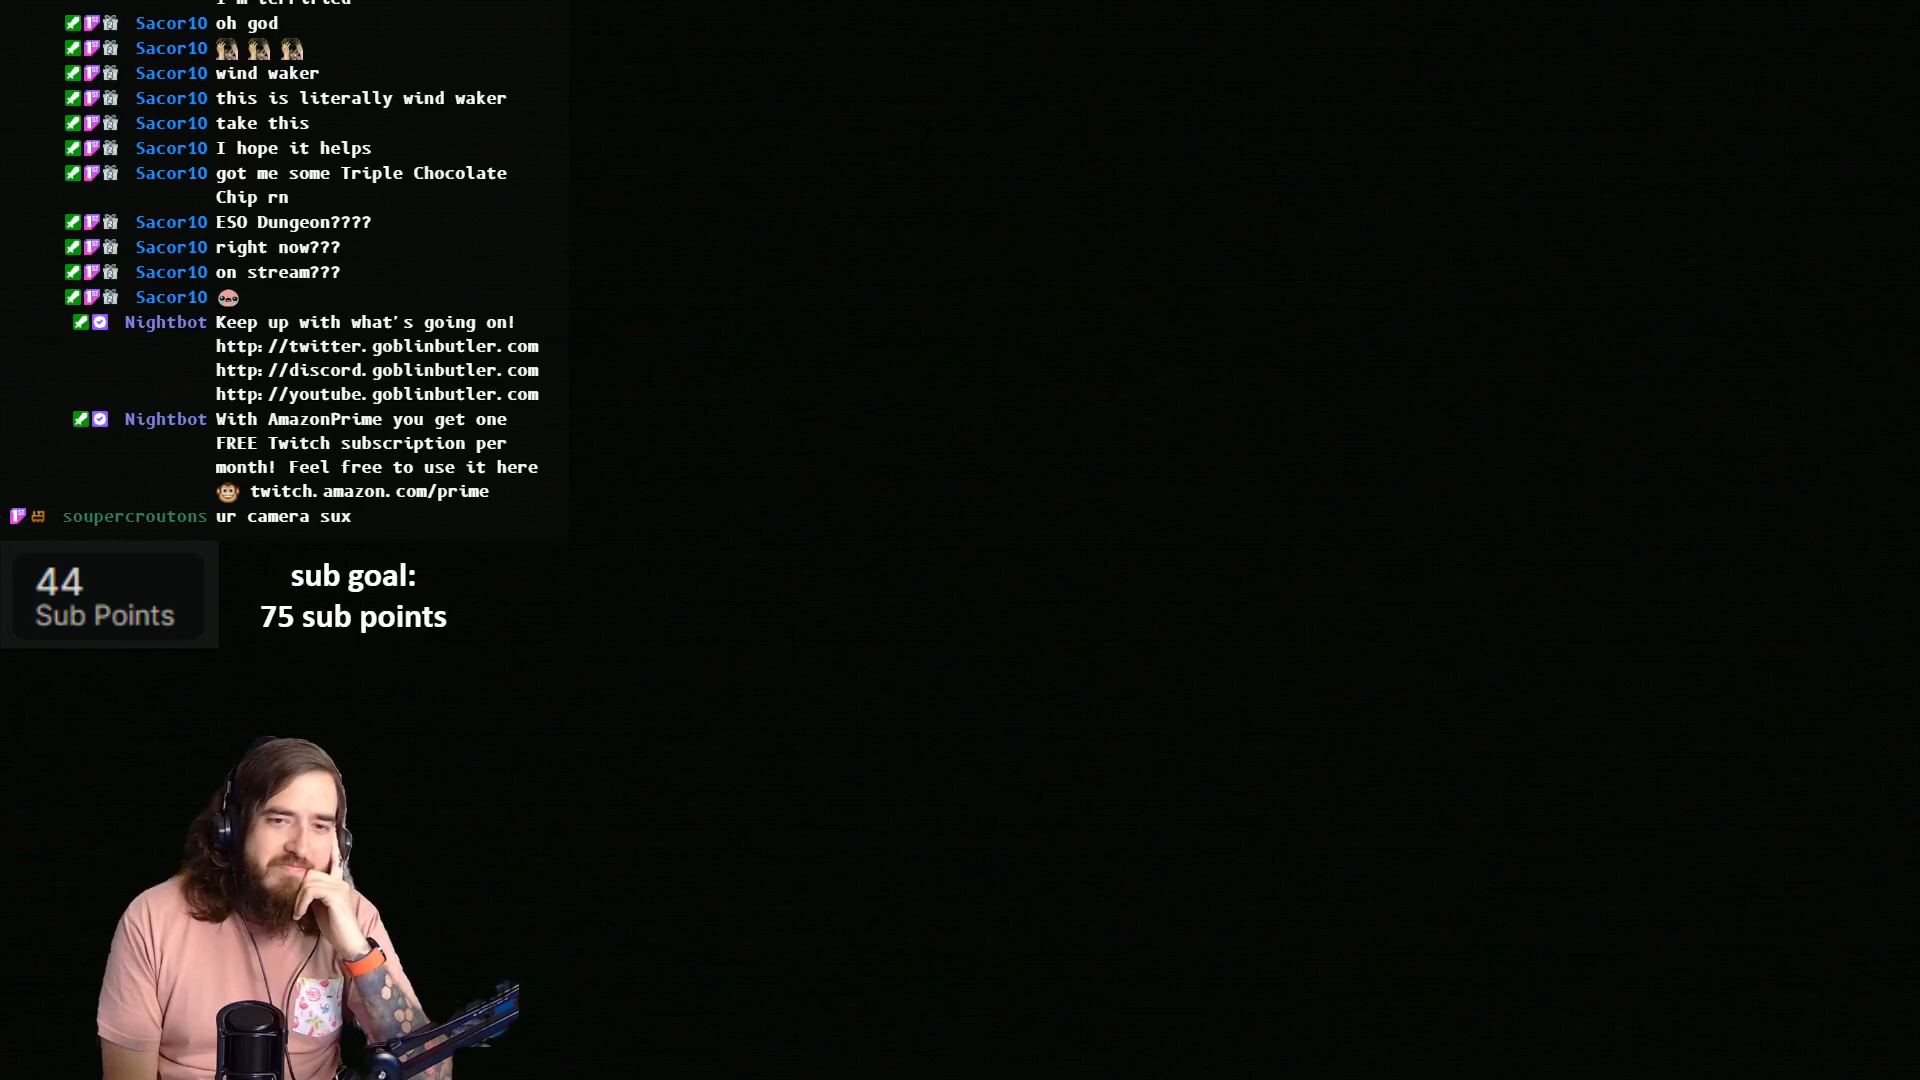 Sacor10 oh god
Sacor10
Sacor10 wind waker
Sacor10 this is literally wind waker
Sacor10 take this
Sacor10 I hope it helps
Sacor10 got me some Triple Chocolate
Chip rn
Sacor10 ESO Dungeon????
Sacor10 right now???
Sacor10 on stream???
Sacor10
Nightbot Keep up with what's going on!
http://twitter.goblinbutler.com
http://discord.goblinbutler.com
http://youtube.goblinbutler.com
Nightbot With AmazonPrime you get one
FREE Twitch subscription per
month! Feel free to use it here
twitch.amazon.com/prime
soupercroutons ur camera sux
44
Sub Points
sub goal:
75 sub points